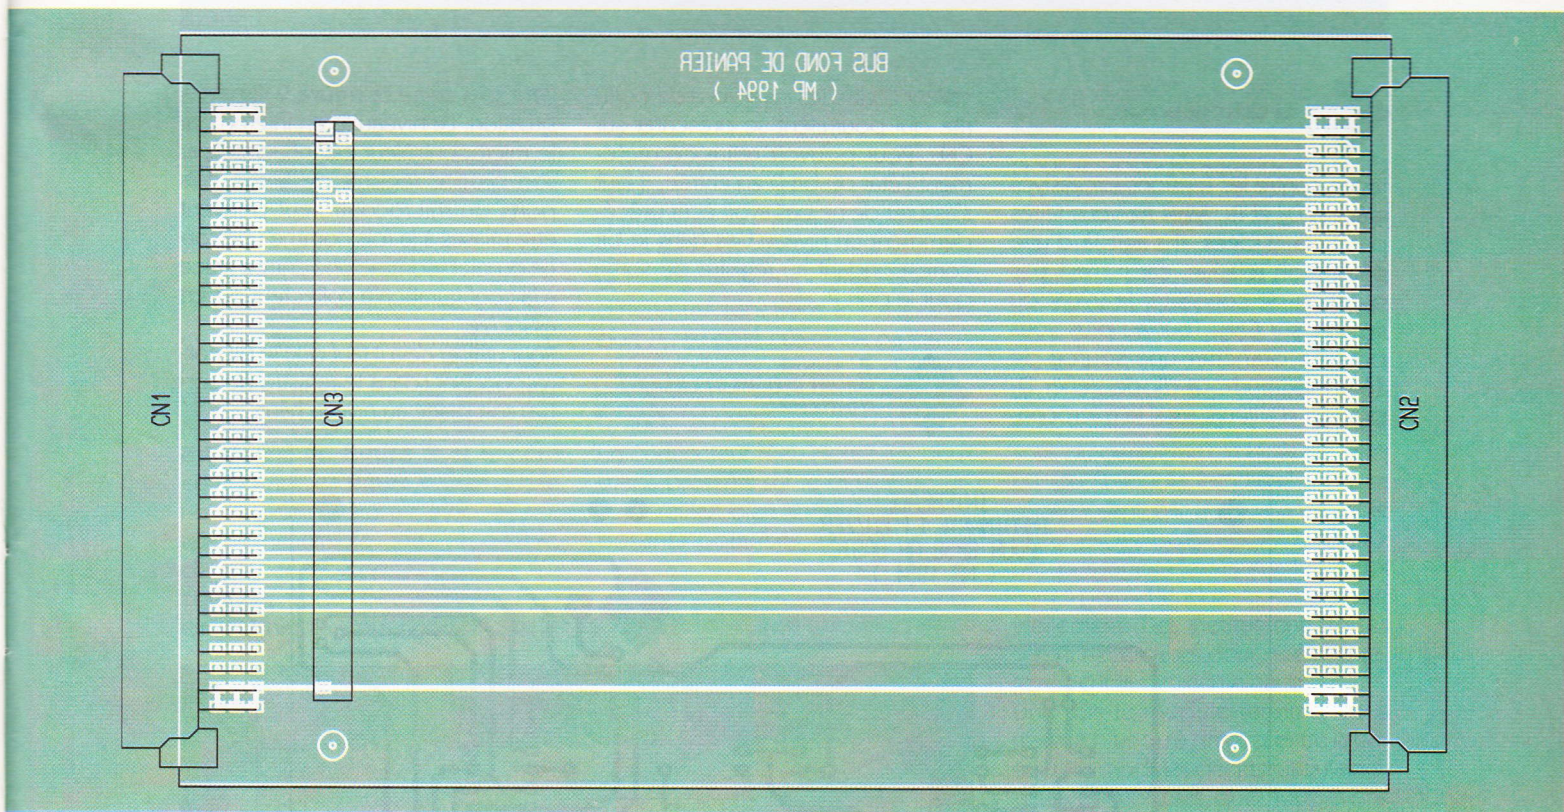 BUS FOND DE PANIER
( MP 1994 )
CN1
CN3
CN2